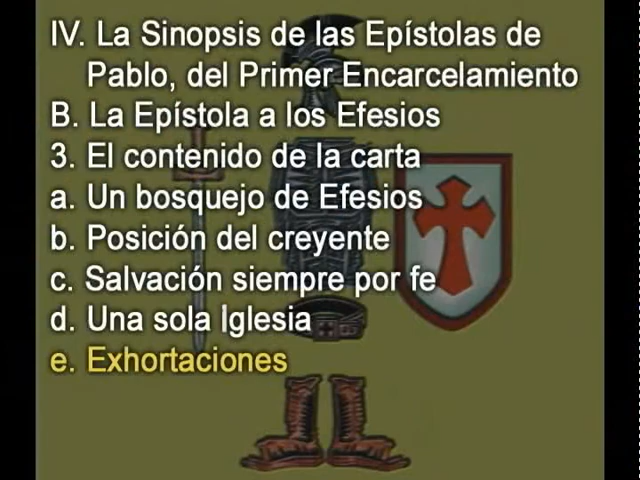 IV. La Sinopsis de las Epístolas de
Pablo, del Primer Encarcelamiento
B. La Epístola a los Efesios
3. El contenido de la carta
a. Un bosquejo de Efesios
b. Posición del creyente
c. Salvación siempre por fe
d. Una sola Iglesia
e. Exhortaciones